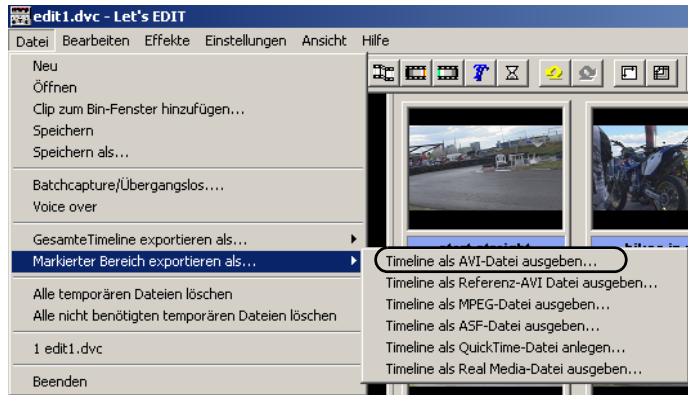 edit1.dvc - Let's EDIT
Datei Bearbeiten Effekte Einstellungen Ansicht Hilfe
Neu
Öffnen
Clip zum Bin-Fenster hinzufügen...
Speichern
Speichern als...
Batchcapture/Übergangslos....
Voice over
GesamteTimeline exportieren als...
Markierter Bereich exportieren als...
Alle temporären Dateien löschen
Alle nicht benötigten temporären Dateien löschen
1 edit1.dvc
Beenden
Timeline als AVI-Datei ausgeben...
Timeline als Referenz-AVI Datei ausgeben...
Timeline als MPEG-Datei ausgeben...
Timeline als ASF-Datei ausgeben...
Timeline als QuickTime-Datei anlegen...
Timeline als Real Media-Datei ausgeben...